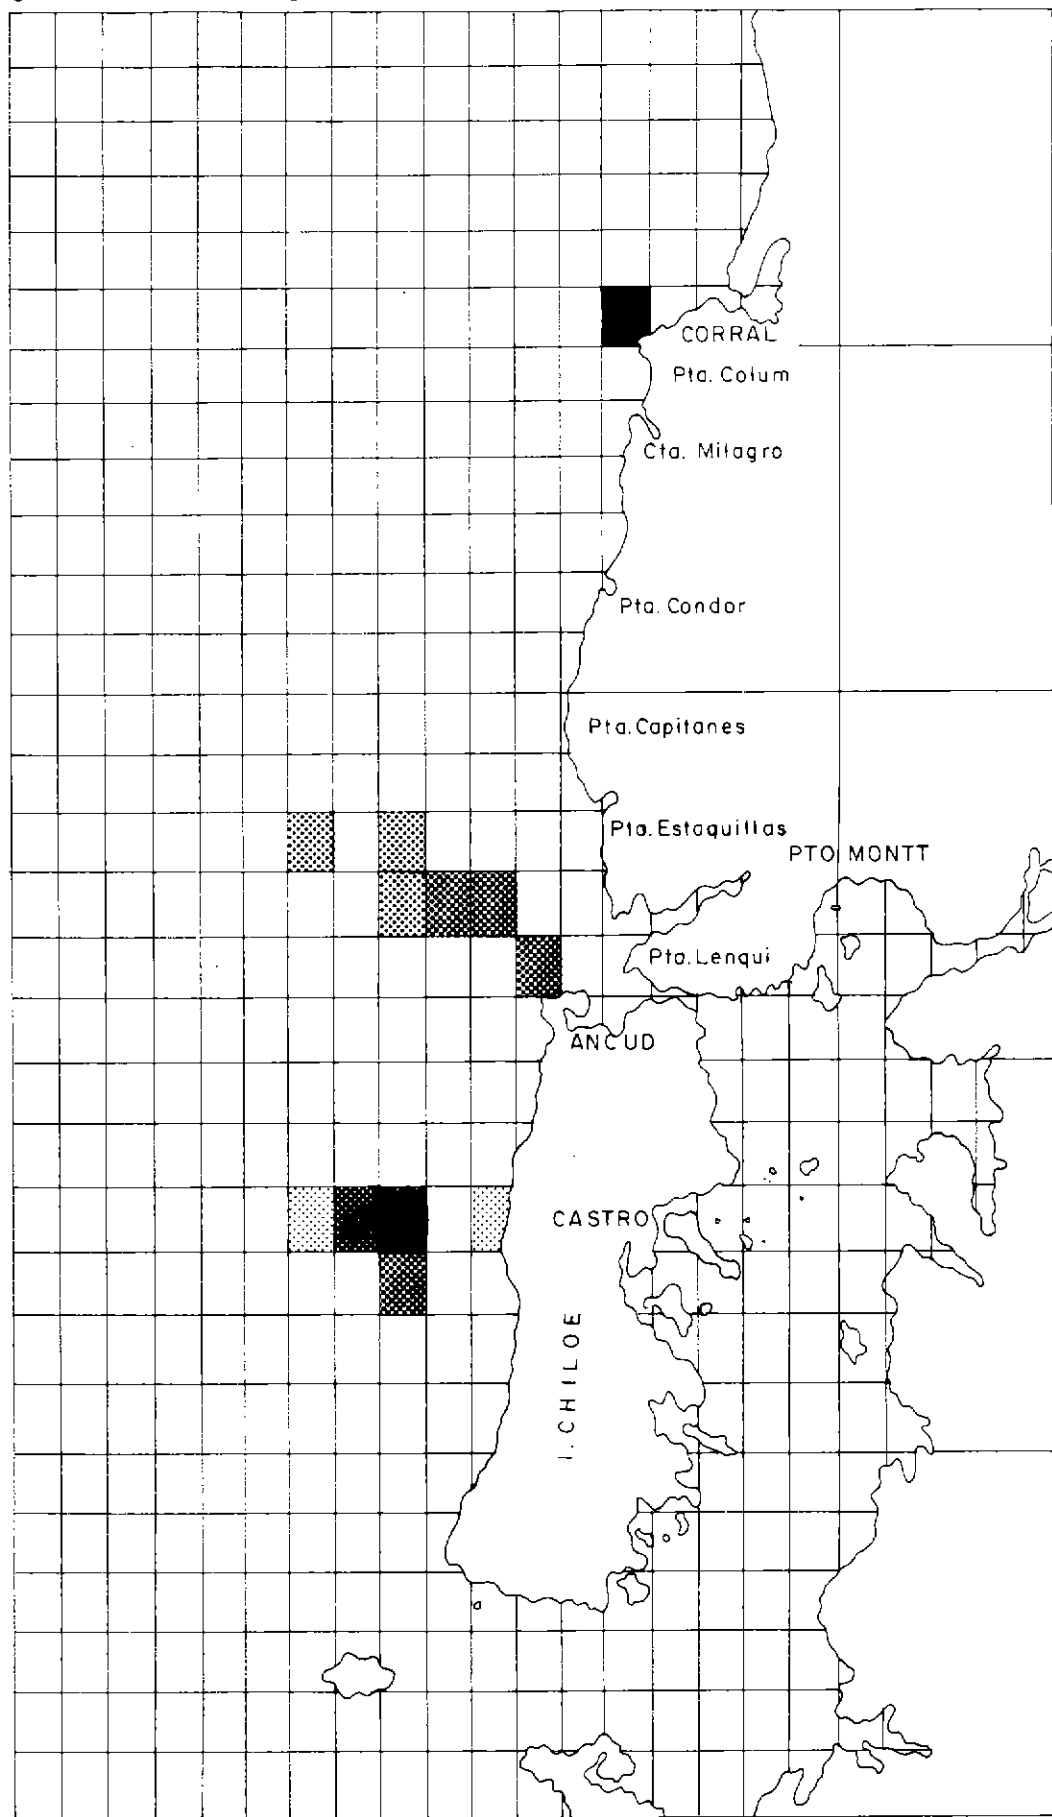 CORRAL
Pta. Colum
Cta. Milagro
Pta. Condor
Pta. Capitanes
Pta. Estaquillas
PTO MONTT
Pta. Lenqui
ANCUD
CASTRO
I. CHILOE